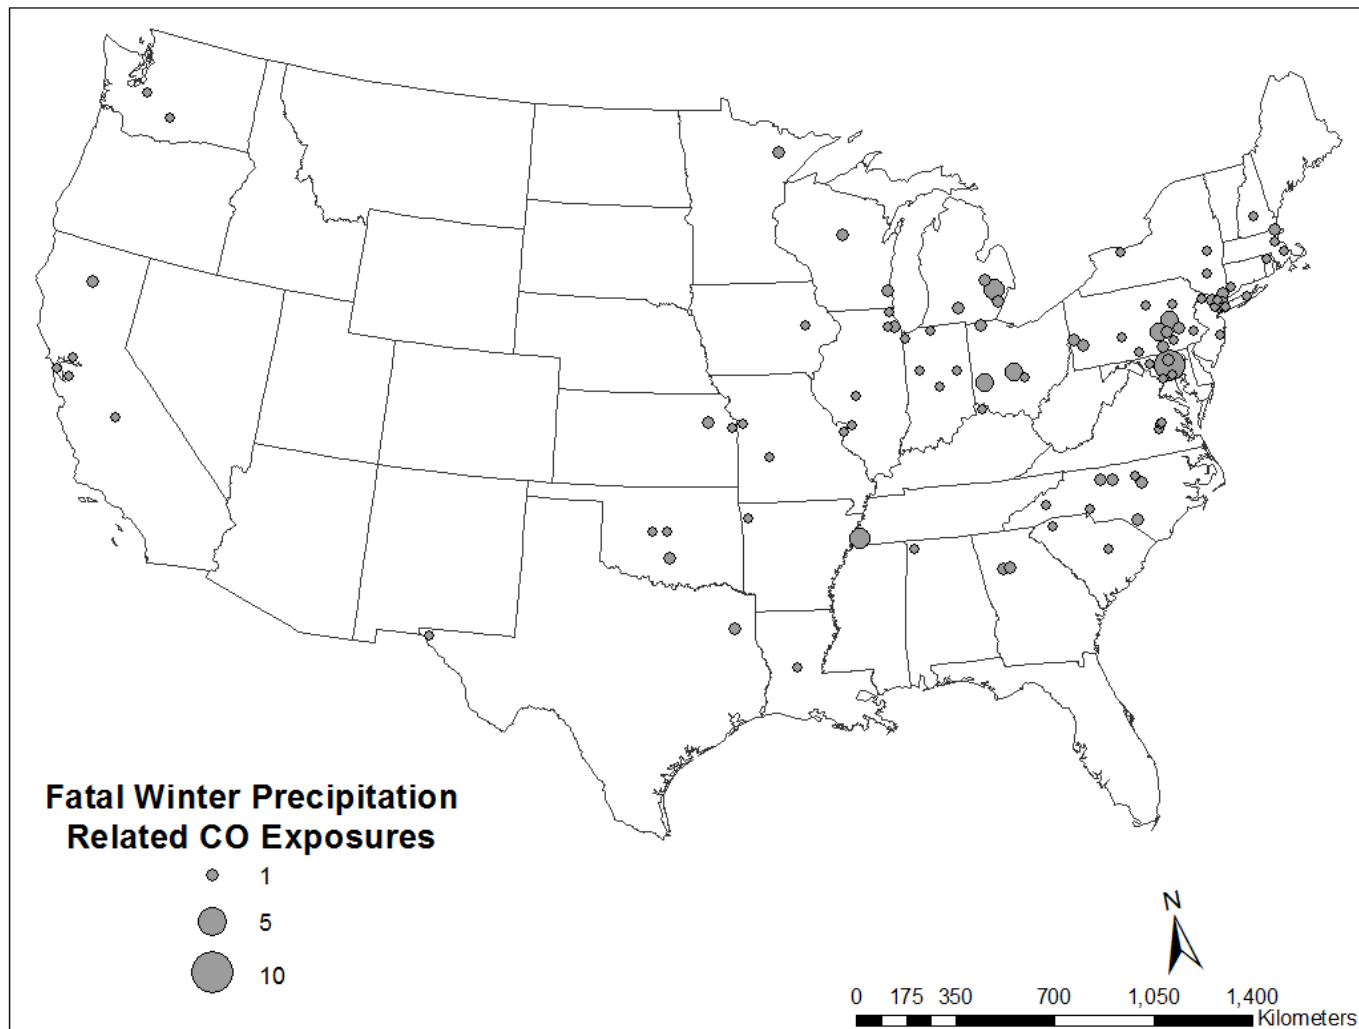 Fatal Winter Precipitation
Related CO Exposures
1
5
10
N
0 175 350 700 1,050 1,400
Kilometers